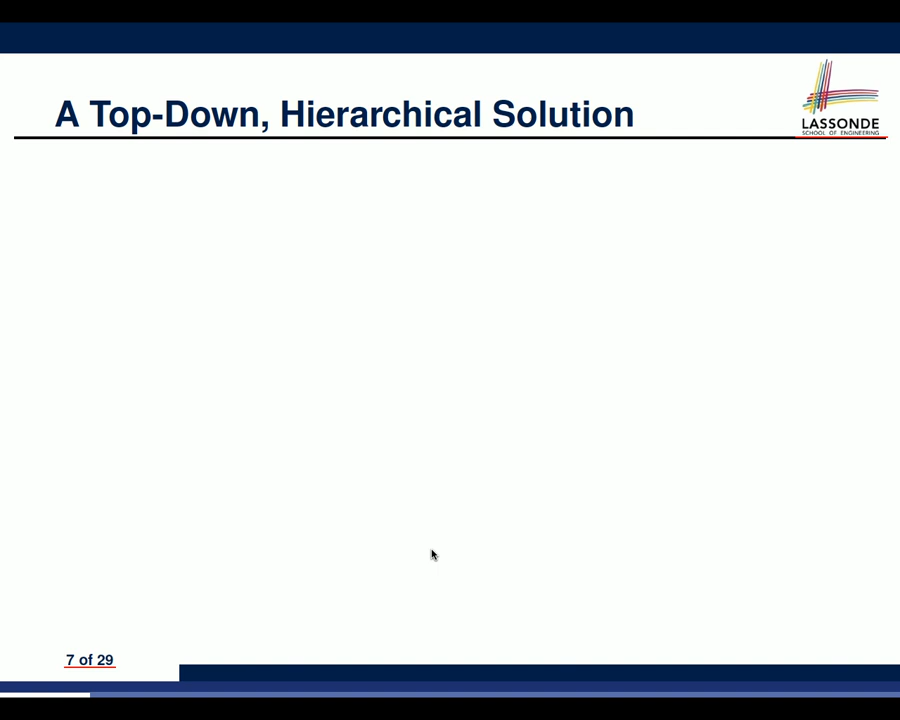 A Top-Down, Hierarchical Solution
LASSONDE
SCHOOL OF ENGINEERING
7 of 29